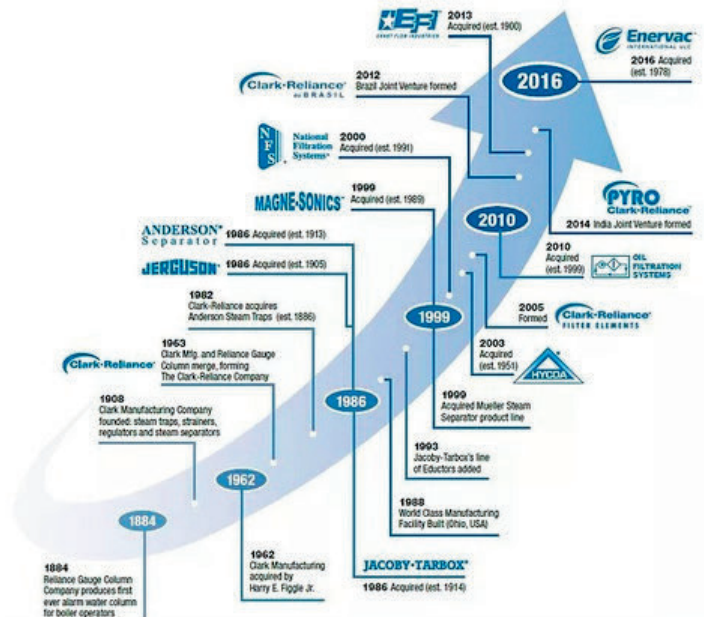 EFI
GIANT FLOW INDUSTRIES
2013
Acquired (est. 1900)
Enervac
INTERNATIONAL ULC
2016 Acquired
(est. 1978)
2016
Clark-Reliance®
do BRASIL
2012
Brazil Joint Venture formed
NFS
National
Filtration
Systems
2000
Acquired (est. 1991)
MAGNE-SONICS™
1999
Acquired (est. 1989)
PYRO
Clark-Reliance™
2014 India Joint Venture formed
2010
ANDERSON®
Separator
1986 Acquired (est. 1913)
JERGUSON
1986 Acquired (est. 1905)
2010
Acquired
(est. 1999)
OIL
FILTRATION
SYSTEMS
1982
Clark-Reliance acquires
Anderson Steam Traps (est. 1886)
1999
2005
Formed
Clark-Reliance®
FILTER ELEMENTS
2003
Acquired
(est. 1951)
HYCOA
Clark-Reliance®
1963
Clark Mfg. and Reliance Gauge
Column merge, forming
The Clark-Reliance Company
1986
1999
Acquired Mueller Steam
Separator product line
1908
Clark Manufacturing Company
founded: steam traps, strainers,
regulators and steam separators
1993
Jacoby-Tarbox's line
of Eductors added
1962
1988
World Class Manufacturing
Facility Built (Ohio, USA)
1884
1884
Reliance Gauge Column
Company produces first
ever alarm water column
for boiler operators
1962
Clark Manufacturing
acquired by
Harry E. Figgie Jr.
JACOBY-TARBOX®
1986 Acquired (est. 1914)